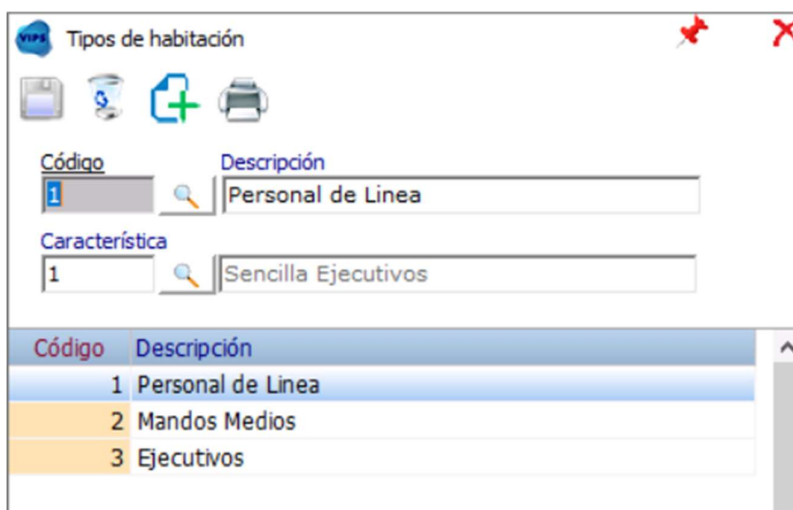 VIPS Tipos de habitación
Código Descripción
1 Personal de Linea
Característica
1 Sencilla Ejecutivos
Código Descripción
1 Personal de Linea
2 Mandos Medios
3 Ejecutivos